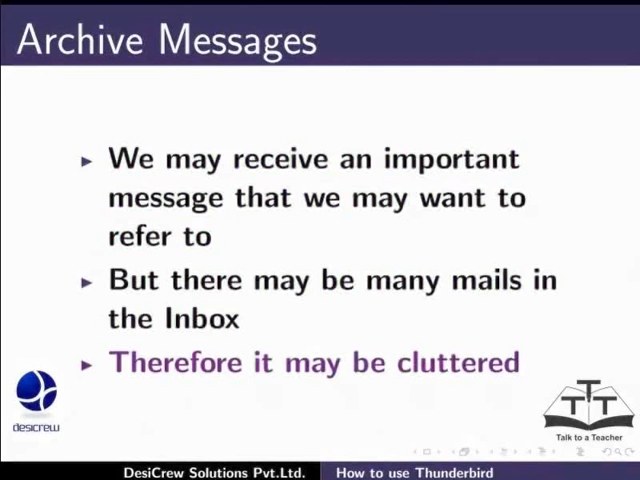 Archive Messages
We may receive an important
message that we may want to
refer to
But there may be many mails in
the Inbox
Therefore it may be cluttered
desicrew
TTT
Talk to a Teacher
DesiCrew Solutions Pvt.Ltd. How to use Thunderbird